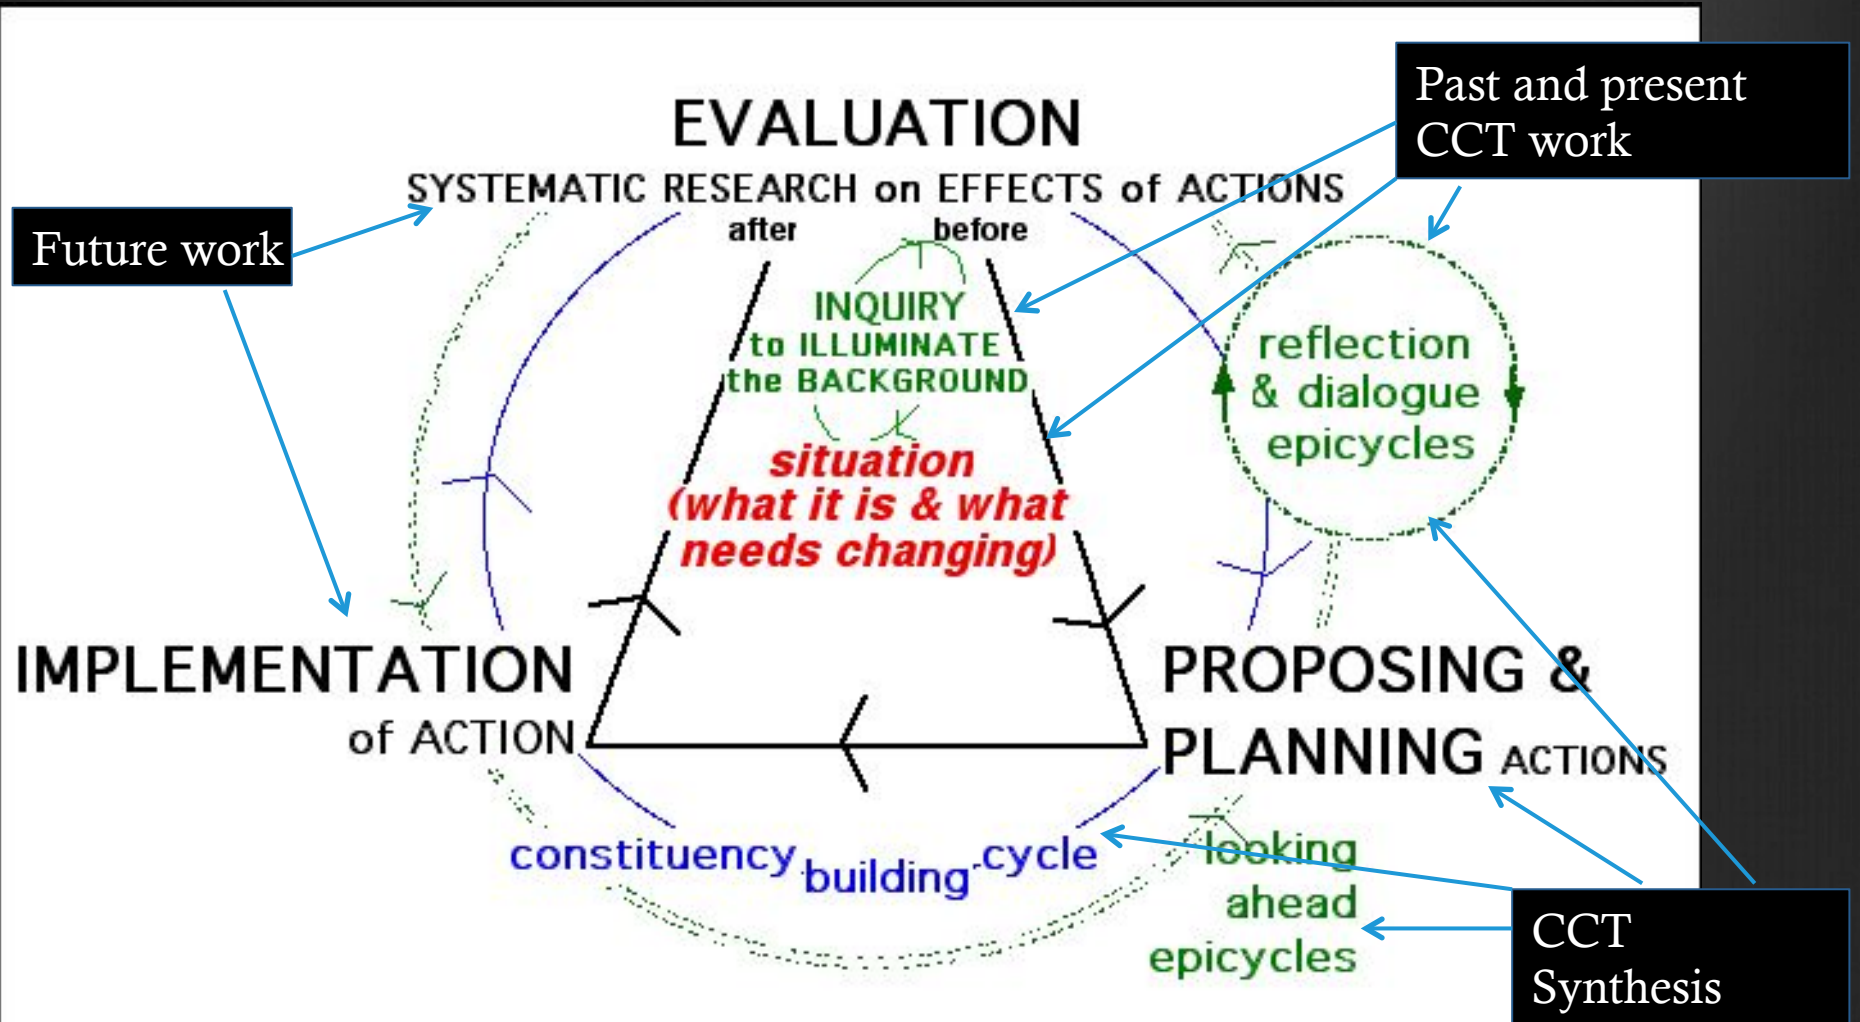 Past and present
CCT work
EVALUATION
SYSTEMATIC RESEARCH on EFFECTS of ACTIONS
after before
Future work
INQUIRY
to ILLUMINATE
the BACKGROUND
reflection
& dialogue
epicycles
situation
(what it is & what
needs changing)
IMPLEMENTATION
of ACTION
PROPOSING &
PLANNING ACTIONS
constituency building cycle
looking
ahead
epicycles
CCT
Synthesis